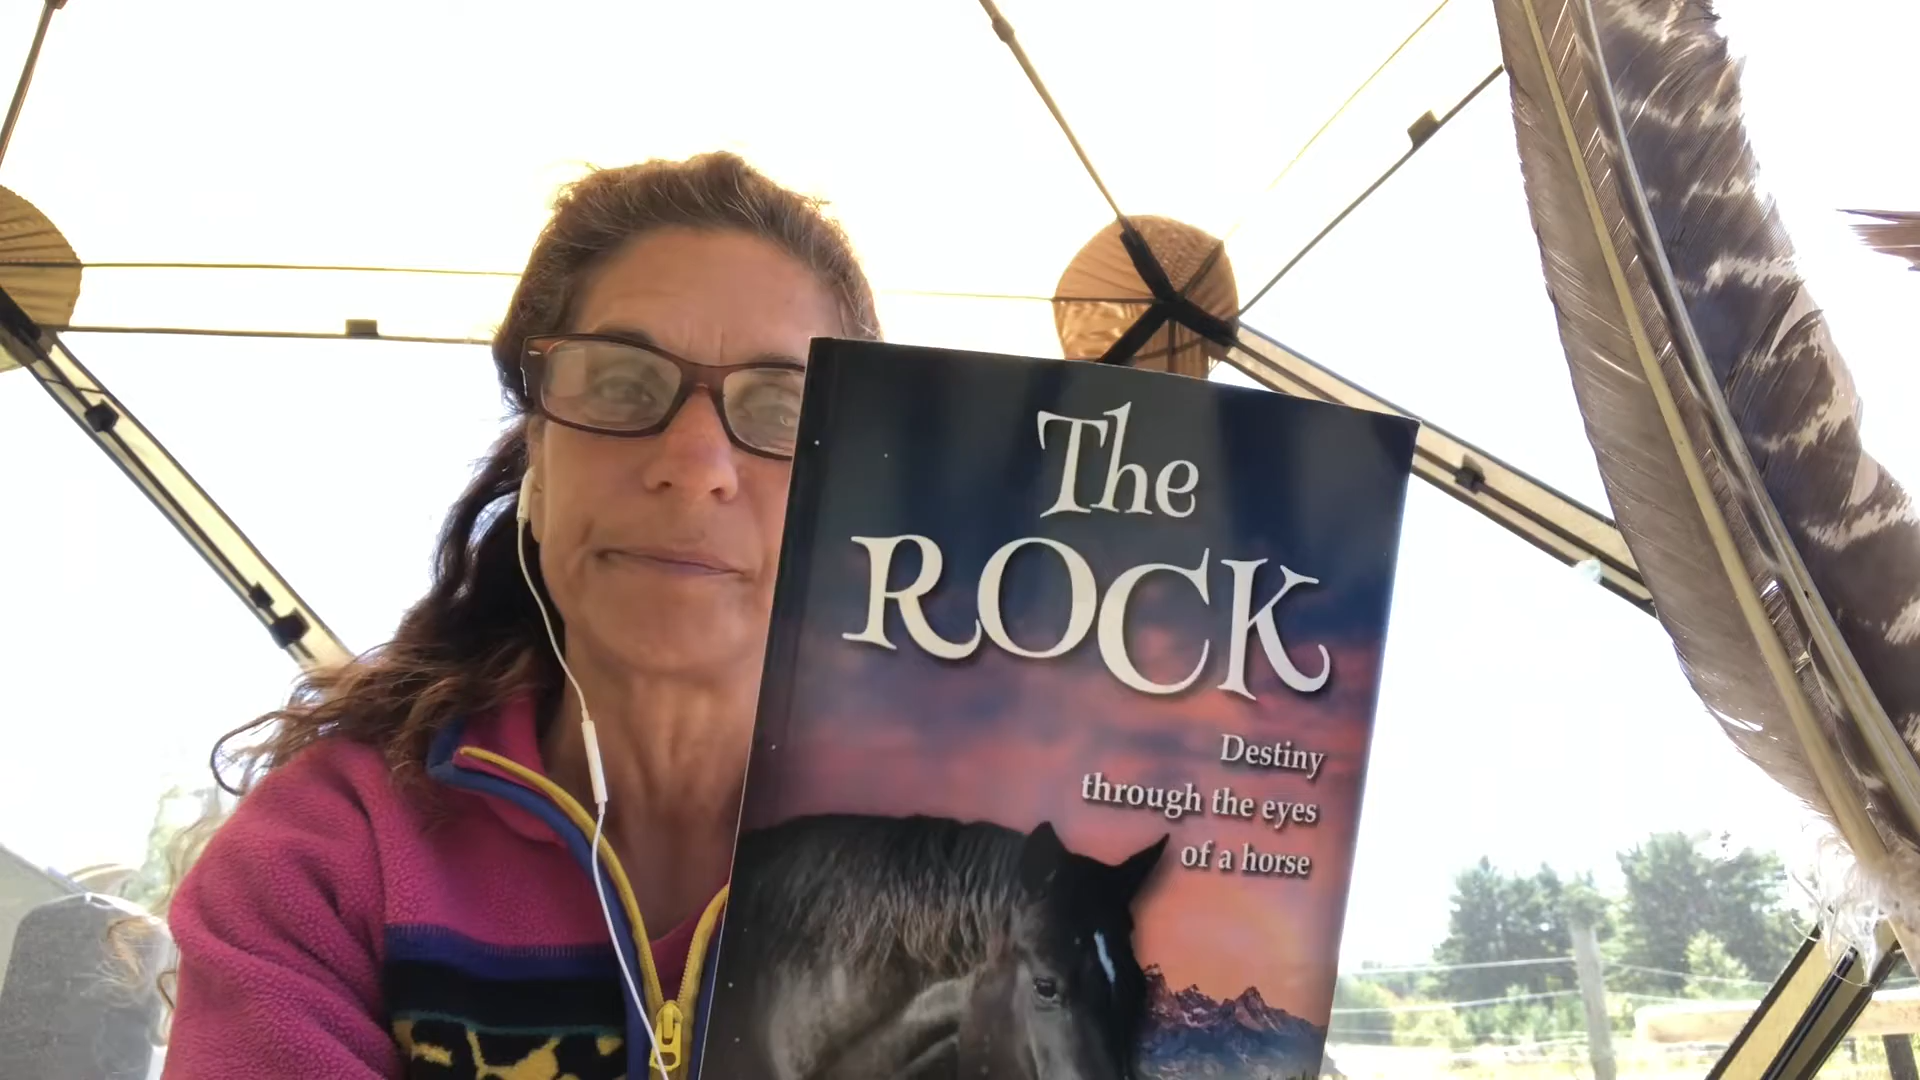 The
ROCK
Destiny
through the eyes
of a horse